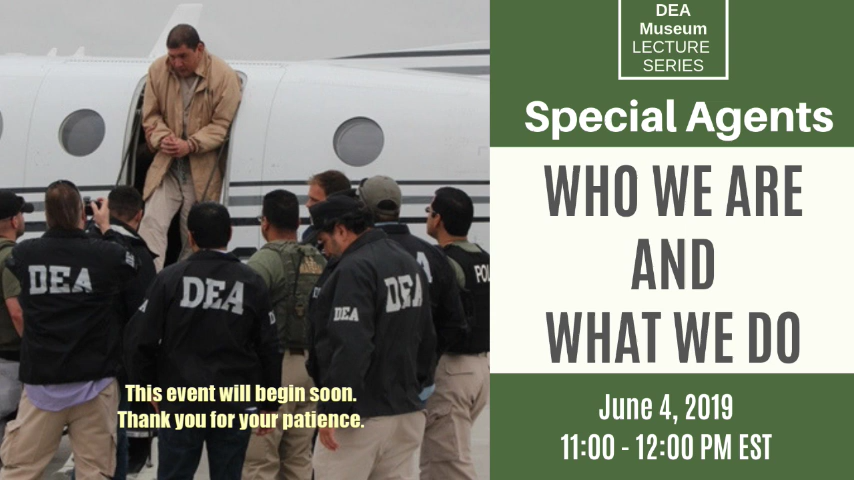 DEA
DEA
DEA
DEA
POL
This event will begin soon.
Thank you for your patience.
DEA
Museum
LECTURE
SERIES
Special Agents
WHO WE ARE
AND
WHAT WE DO
June 4, 2019
11:00 - 12:00 PM EST